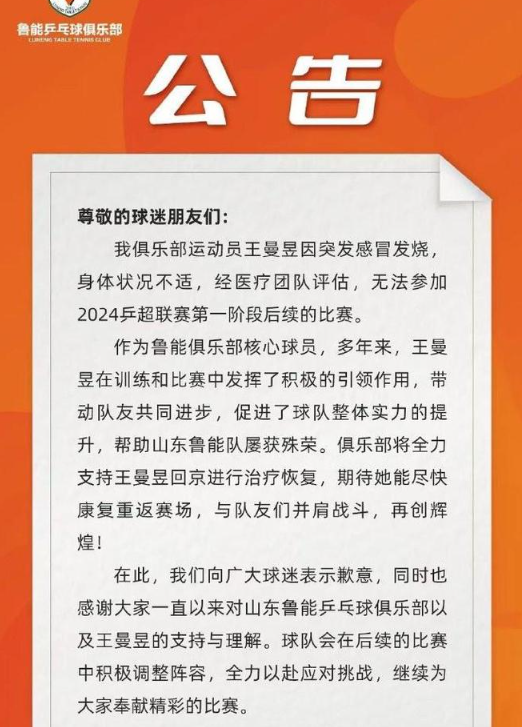 鲁能乒乓球俱乐部
LUNENG TABLE TENNIS CLUB
公告
尊敬的球迷朋友们：
我俱乐部运动员王曼昱因突发感冒发烧，
身体状况不适，经医疗团队评估，无法参加
2024乒超联赛第一阶段后续的比赛。
作为鲁能俱乐部核心球员，多年来，王曼
昱在训练和比赛中发挥了积极的引领作用，带
动队友共同进步，促进了球队整体实力的提
升，帮助山东鲁能队屡获殊荣。俱乐部将全力
支持王曼昱回京进行治疗恢复，期待她能尽快
康复重返赛场，与队友们并肩战斗，再创辉
煌！
在此，我们向广大球迷表示歉意，同时也
感谢大家一直以来对山东鲁能乒乓球俱乐部以
及王曼昱的支持与理解。球队会在后续的比赛
中积极调整阵容，全力以赴应对挑战，继续为
大家奉献精彩的比赛。